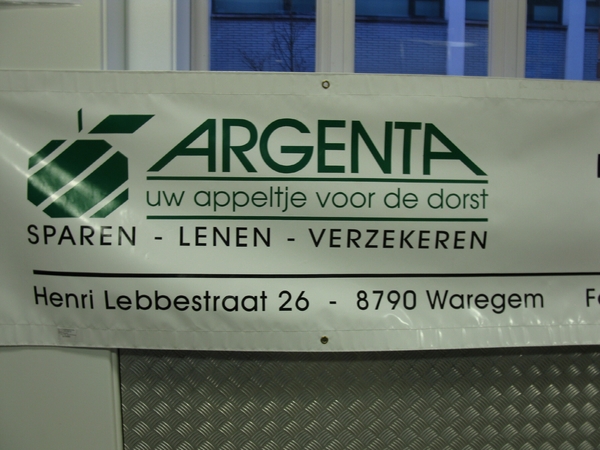 ARGENTA
uw appeltje voor de dorst
SPAREN - LENEN - VERZEKEREN
Henri Lebbestraat 26 - 8790 Waregem